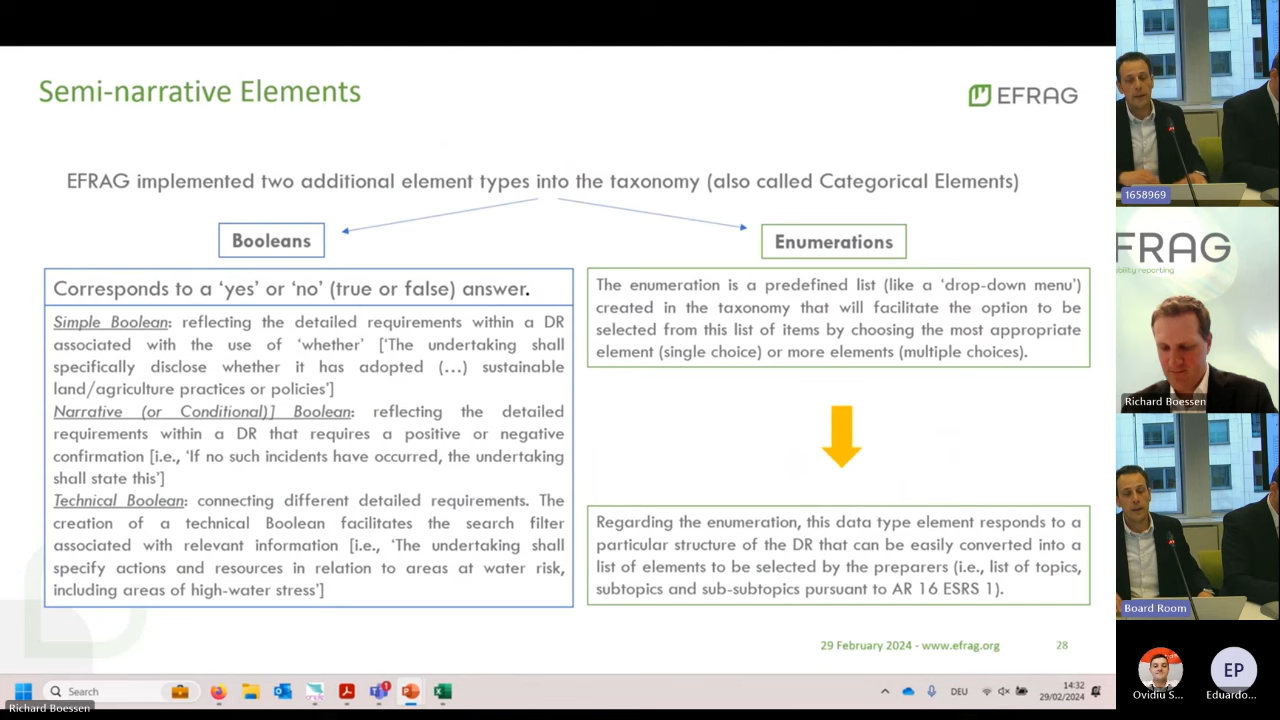 Semi-narrative Elements
EFRAG
EFRAG implemented two additional element types into the taxonomy (also called Categorical Elements)
Booleans
Corresponds to a ‘yes’ or ‘no’ (true or false) answer.
Simple Boolean: reflecting the detailed requirements within a DR
associated with the use of ‘whether’ [‘The undertaking shall
specifically disclose whether it has adopted (…) sustainable
land/agriculture practices or policies’]
Narrative (or Conditional)] Boolean: reflecting the detailed
requirements within a DR that requires a positive or negative
confirmation [i.e., ‘If no such incidents have occurred, the undertaking
shall state this’]
Technical Boolean: connecting different detailed requirements. The
creation of a technical Boolean facilitates the search filter
associated with relevant information [i.e., ‘The undertaking shall
specify actions and resources in relation to areas at water risk,
including areas of high-water stress’]
Enumerations
The enumeration is a predefined list (like a ‘drop-down menu’)
created in the taxonomy that will facilitate the option to be
selected from this list of items by choosing the most appropriate
element (single choice) or more elements (multiple choices).
Regarding the enumeration, this data type element responds to a
particular structure of the DR that can be easily converted into a
list of elements to be selected by the preparers (i.e., list of topics,
subtopics and sub-subtopics pursuant to AR 16 ESRS 1).
29 February 2024 - www.efrag.org 28
Search
DEU
14:32
29/02/2024
Richard Boessen
1658969
FRAG
bility reporting
Richard Boessen
Board Room
Ovidiu S...
EP
Eduardo...